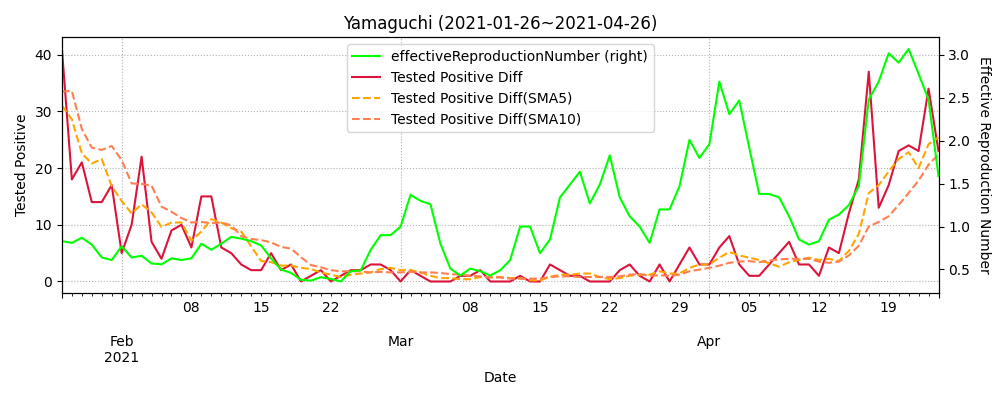 Yamaguchi (2021-01-26~2021-04-26)
effectiveReproductionNumber (right)
Tested Positive Diff
Tested Positive Diff(SMA5)
Tested Positive Diff(SMA10)
Tested Positive
40
30
20
10
0
Effective Reproduction Number
3.0
2.5
2.0
1.5
1.0
0.5
08 15 22 08 15 22 29 05 12 19
Feb Mar Apr
2021
Date